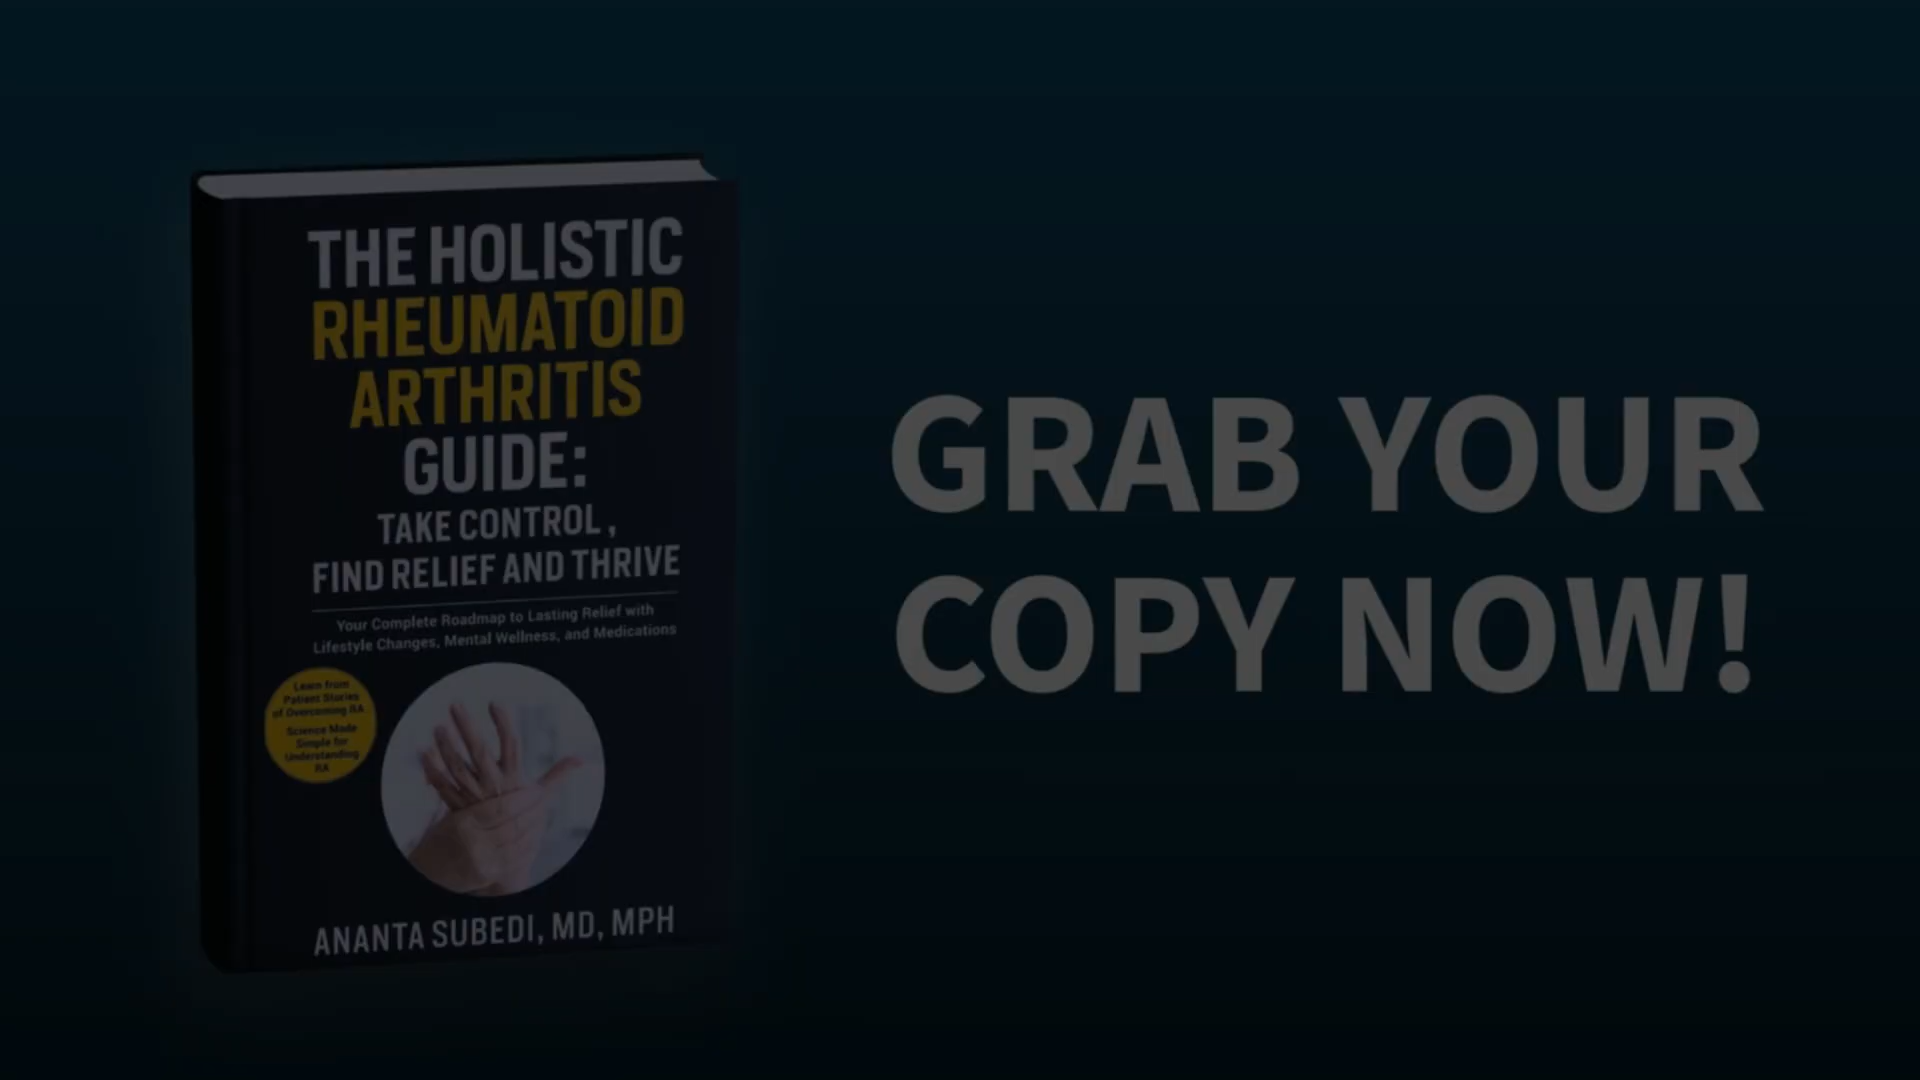 THE HOLISTIC
RHEUMATOID
ARTHRITIS
GUIDE:
TAKE CONTROL,
FIND RELIEF AND THRIVE
Your Complete Roadmap to Lasting Relief with
Lifestyle Changes, Mental Wellness, and Medications
Learn from
Patient Stories
of Overcoming RA
Science Made
Simple for
Understanding
RA
ANANTA SUBEDI, MD, MPH
GRAB YOUR
COPY NOW!